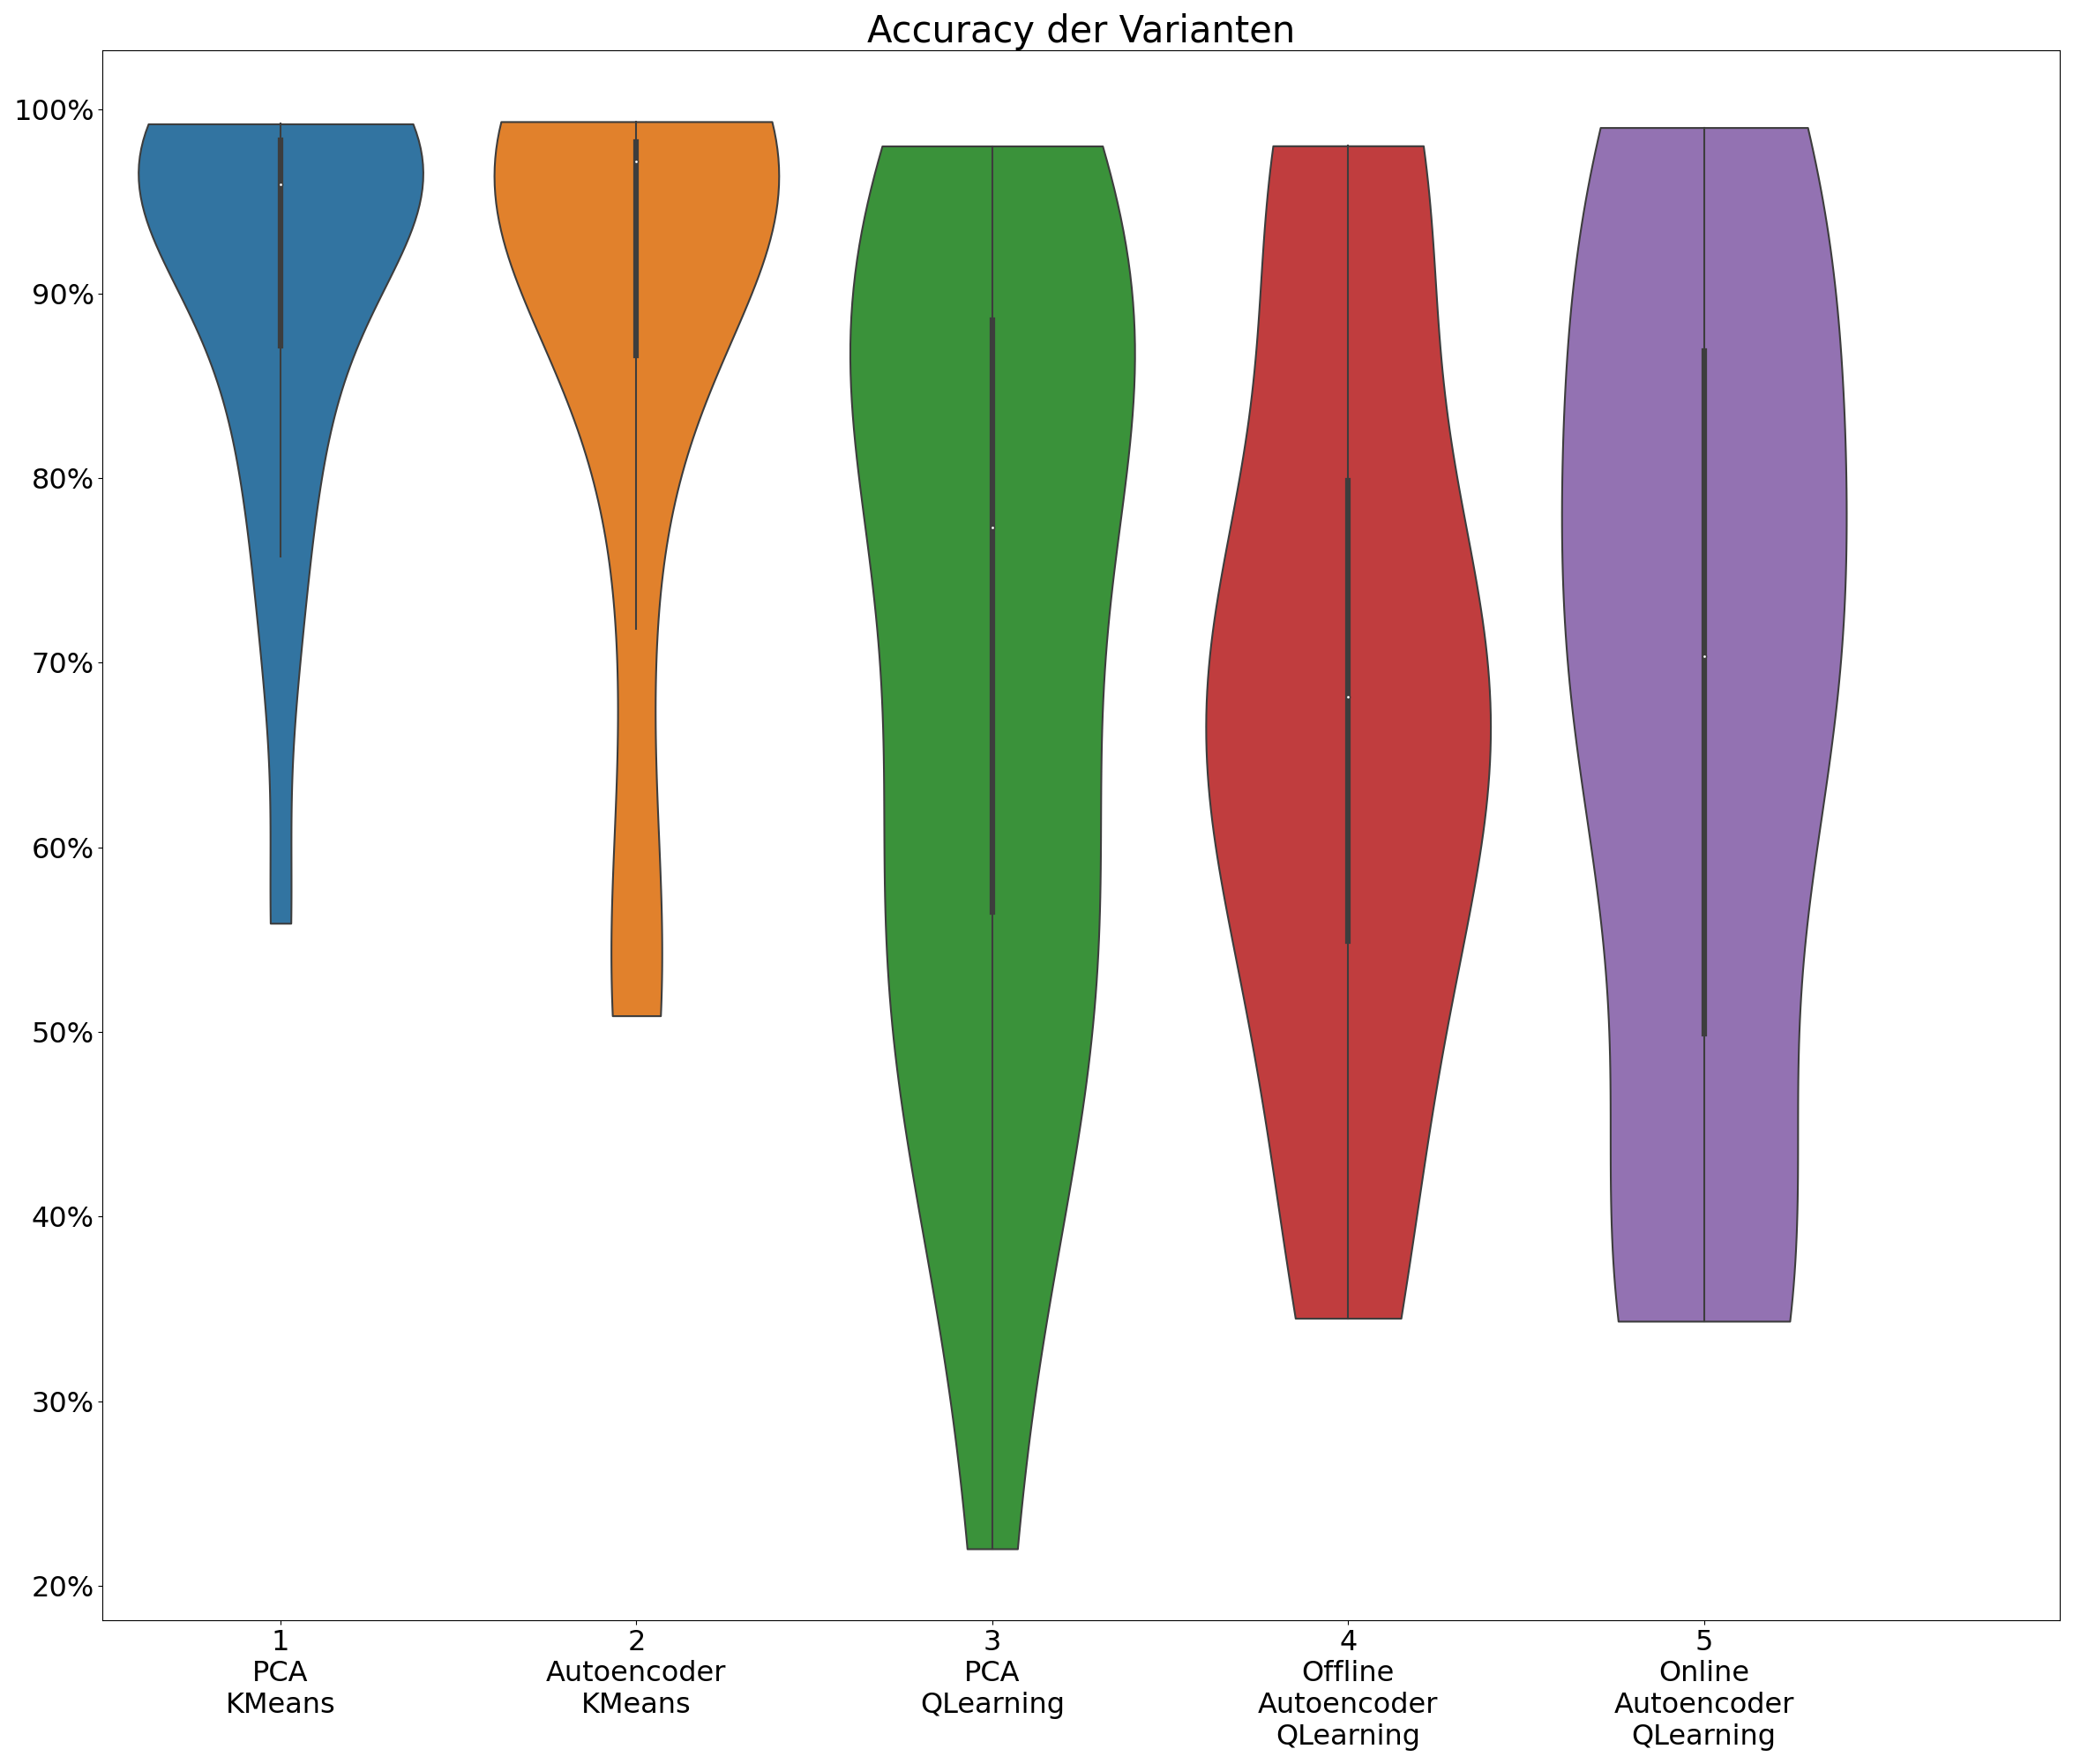 Accuracy der Varianten
100%
90%
80%
70%
60%
50%
40%
30%
20%
1
PCA
KMeans
2
Autoencoder
KMeans
3
PCA
QLearning
4
Offline
Autoencoder
QLearning
5
Online
Autoencoder
QLearning